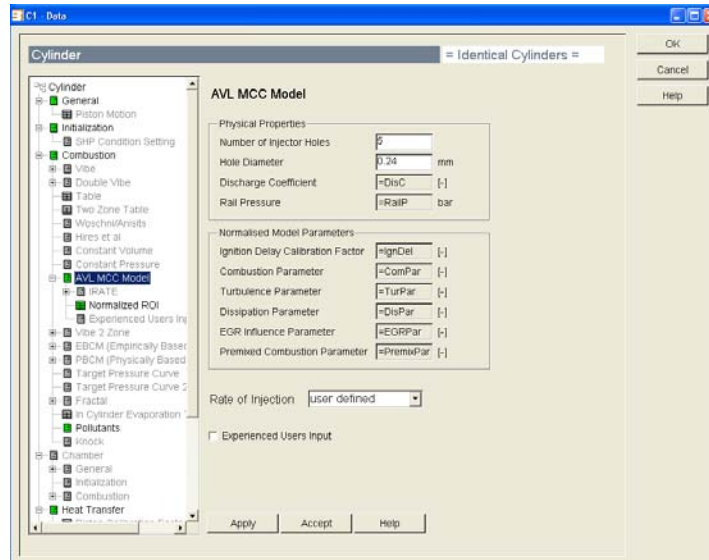 C1 - Data
OK
Cancel
Help
Cylinder
= Identical Cylinders =
Cylinder
General
Piston Motion
Initialization
SHP Condition Setting
Combustion
Vibe
Double Vibe
Table
Two Zone Table
Woschni/Anisits
Hires et al
Constant Volume
Constant Pressure
AVL MCC Model
IRATE
Normalized ROI
Experienced Users Inp
Vibe 2 Zone
EBCM (Empirically Based
PBCM (Physically Based
Target Pressure Curve
Target Pressure Curve 2
Fractal
In Cylinder Evaporation
Pollutants
Knock
Chamber
General
Initialization
Combustion
Heat Transfer
AVL MCC Model
Physical Properties
Number of Injector Holes 5
Hole Diameter 0.24 mm
Discharge Coefficient =DisC [-]
Rail Pressure =RailP bar
Normalised Model Parameters
Ignition Delay Calibration Factor =IgnDel [-]
Combustion Parameter =ComPar [-]
Turbulence Parameter =TurPar [-]
Dissipation Parameter =DisPar [-]
EGR Influence Parameter =EGRPar [-]
Premixed Combustion Parameter =PremixPar [-]
Rate of Injection user defined
Experienced Users Input
Apply Accept Help